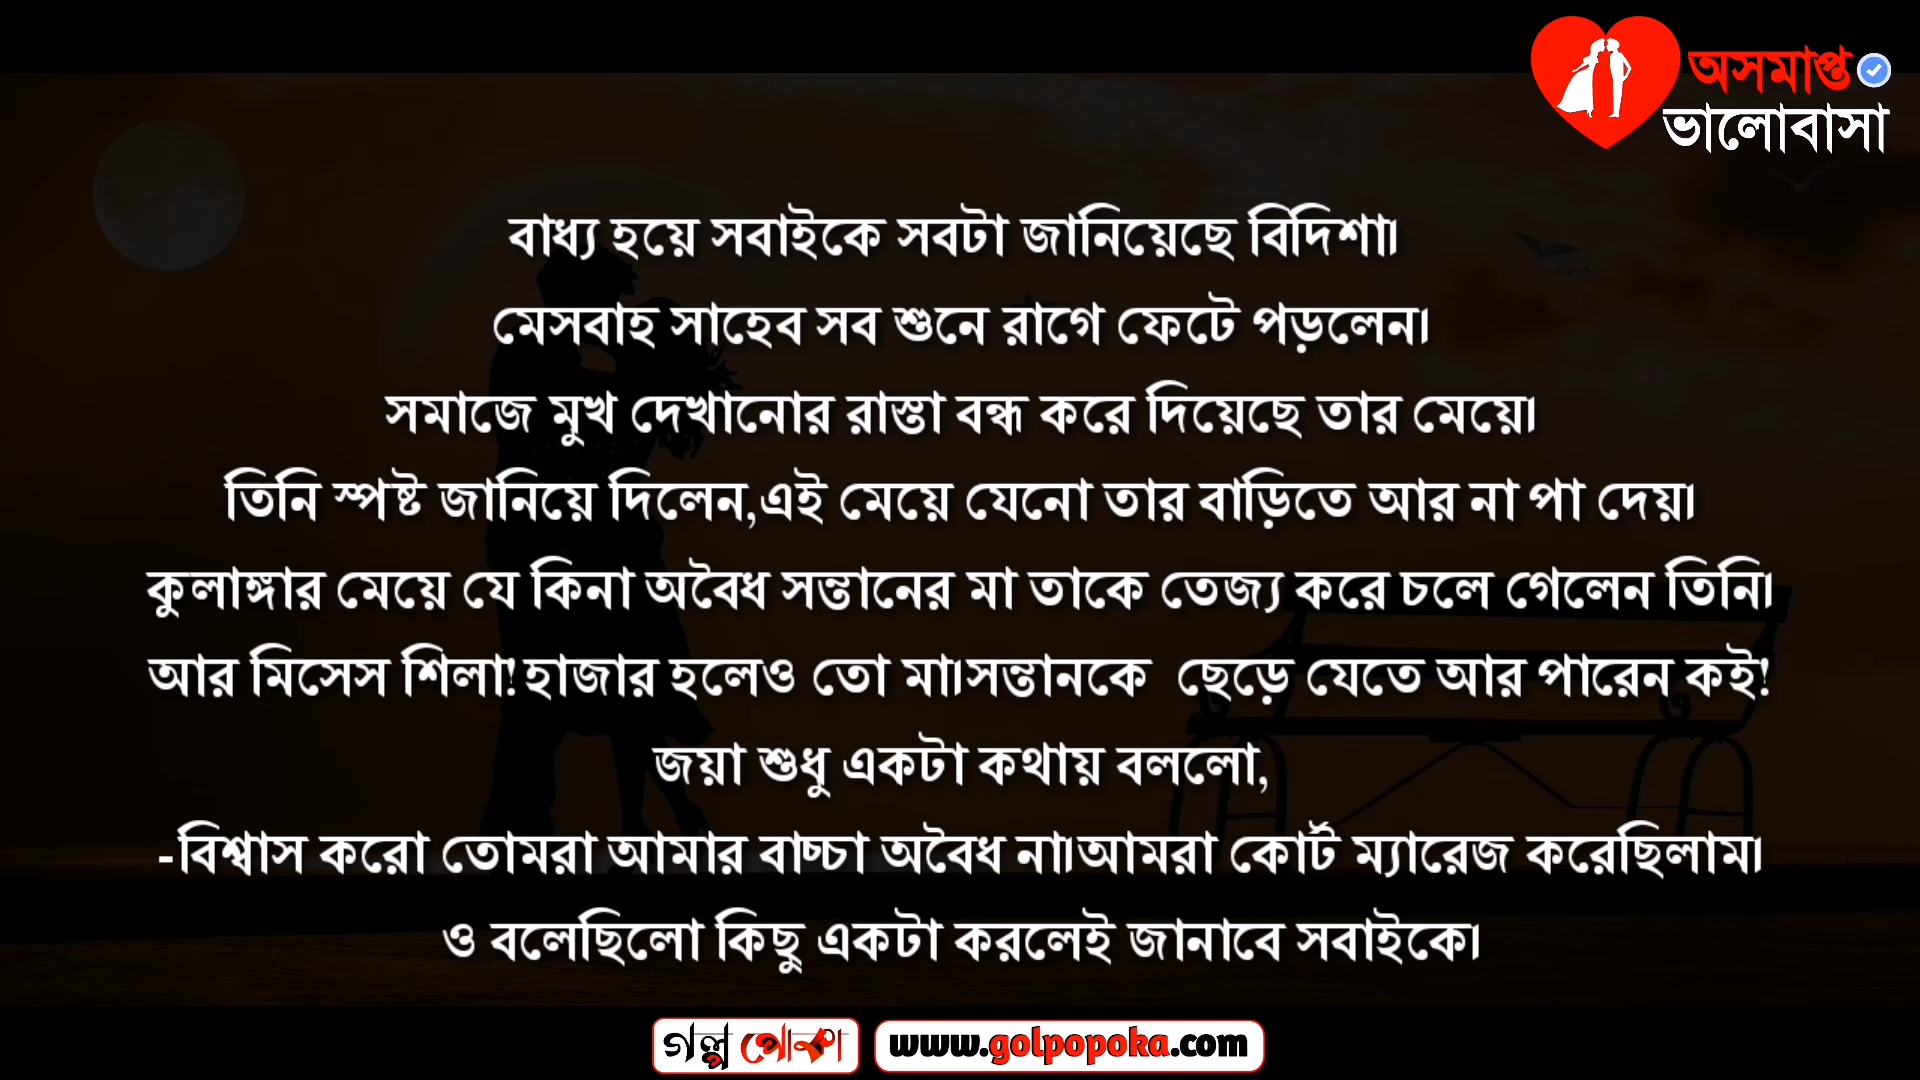 অসমাপ্ত
ভালোবাসা
বাধ্য হয়ে সবাইকে সবটা জানিয়েছে বিদিশা।
মেসবাহ সাহেব সব শুনে রাগে ফেটে পড়লেন।
সমাজে মুখ দেখানোর রাস্তা বন্ধ করে দিয়েছে তার মেয়ে।
তিনি স্পষ্ট জানিয়ে দিলেন,এই মেয়ে যেনো তার বাড়িতে আর না পা দেয়।
কুলাঙ্গার মেয়ে যে কিনা অবৈধ সন্তানের মা তাকে তেজ্য করে চলে গেলেন তিনি।
আর মিসেস শিলা! হাজার হলেও তো মা।সন্তানকে ছেড়ে যেতে আর পারেন কই!
জয়া শুধু একটা কথায় বললো,
-বিশ্বাস করো তোমরা আমার বাচ্চা অবৈধ না।আমরা কোর্ট ম্যারেজ করেছিলাম।
ও বলেছিলো কিছু একটা করলেই জানাবে সবাইকে।
গল্প পোকা www.golpopoka.com